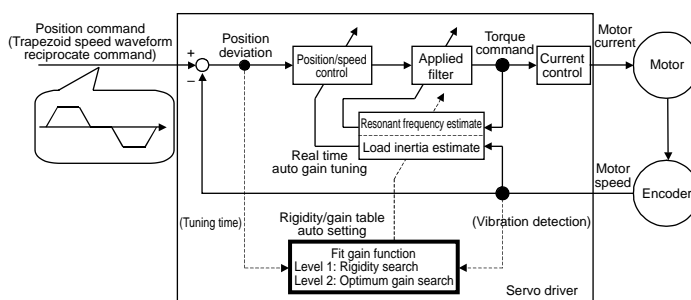 Position command
(Trapezoid speed waveform
reciprocate command)
+
−
Position
deviation
Position/speed
control
Applied
filter
Torque
command
Current
control
Motor
current
Motor
Resonant frequency estimate
Load inertia estimate
Real time
auto gain tuning
Motor
speed
Encoder
(Tuning time)
Rigidity/gain table
auto setting
(Vibration detection)
Fit gain function
Level 1: Rigidity search
Level 2: Optimum gain search
Servo driver